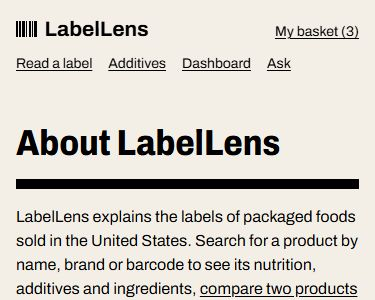 LabelLens
My basket (3)
Read a label Additives Dashboard Ask
About LabelLens
LabelLens explains the labels of packaged foods
sold in the United States. Search for a product by
name, brand or barcode to see its nutrition,
additives and ingredients, compare two products